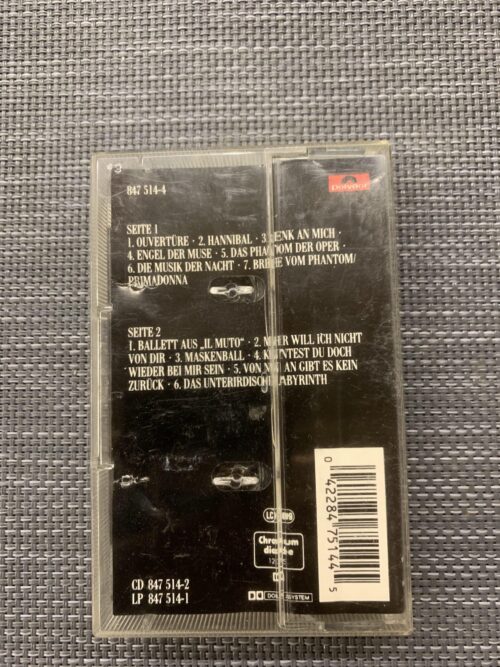 847 514-4
Polydor
SEITE 1
1. OUVERTÜRE · 2. HANNIBAL · 3. DENK AN MICH ·
4. ENGEL DER MUSE · 5. DAS PHANTOM DER OPER ·
6. DIE MUSIK DER NACHT · 7. BRIEFE VOM PHANTOM/
PRIMADONNA
SEITE 2
1. BALLETT AUS „IL MUTO“ · 2. MEHR WILL ICH NICHT
VON DIR · 3. MASKENBALL · 4. KÖNNTEST DU DOCH
WIEDER BEI MIR SEIN · 5. VON NUN AN GIBT ES KEIN
ZURÜCK · 6. DAS UNTERIRDISCHE LABYRINTH
LC
Chromium
dioxide
CD 847 514-2
LP 847 514-1
DOLBY SYSTEM
0 42284 75144 5